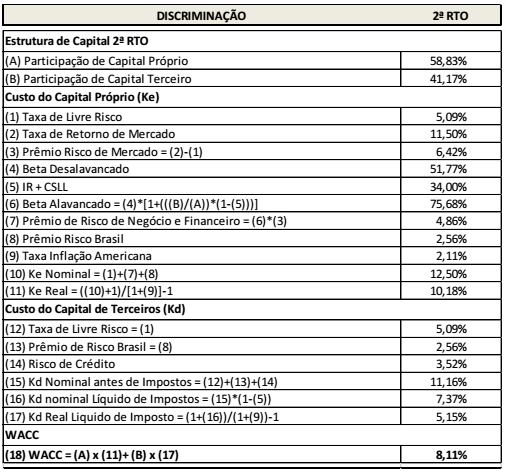 DISCRIMINAÇÃO 2ª RTO
Estrutura de Capital 2ª RTO
(A) Participação de Capital Próprio 58,83%
(B) Participação de Capital Terceiro 41,17%
Custo do Capital Próprio (Ke)
(1) Taxa de Livre Risco 5,09%
(2) Taxa de Retorno de Mercado 11,50%
(3) Prêmio Risco de Mercado = (2)-(1) 6,42%
(4) Beta Desalavancado 51,77%
(5) IR + CSLL 34,00%
(6) Beta Alavancado = (4)*[1+(((B)/(A))*(1-(5)))] 75,68%
(7) Prêmio de Risco de Negócio e Financeiro = (6)*(3) 4,86%
(8) Prêmio Risco Brasil 2,56%
(9) Taxa Inflação Americana 2,11%
(10) Ke Nominal = (1)+(7)+(8) 12,50%
(11) Ke Real = ((10)+1)/[1+(9)]-1 10,18%
Custo do Capital de Terceiros (Kd)
(12) Taxa de Livre Risco = (1) 5,09%
(13) Prêmio de Risco Brasil = (8) 2,56%
(14) Risco de Crédito 3,52%
(15) Kd Nominal antes de Impostos = (12)+(13)+(14) 11,16%
(16) Kd nominal Líquido de Impostos = (15)*(1-(5)) 7,37%
(17) Kd Real Liquido de Imposto = (1+(16))/(1+(9))-1 5,15%
WACC
(18) WACC = (A) x (11)+ (B) x (17) 8,11%